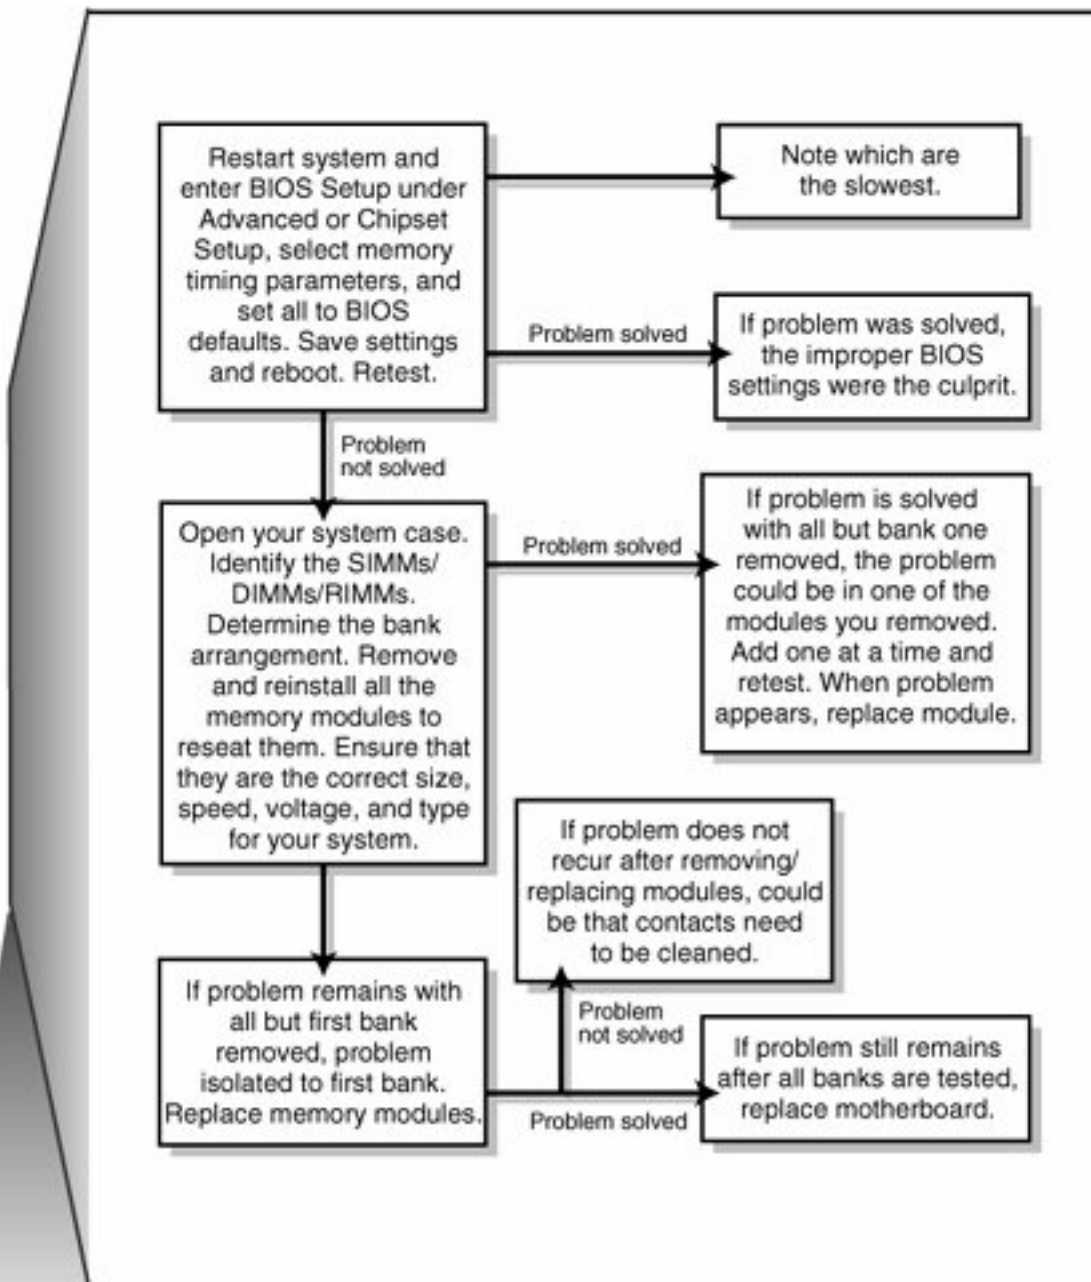 Restart system and
enter BIOS Setup under
Advanced or Chipset
Setup, select memory
timing parameters, and
set all to BIOS
defaults. Save settings
and reboot. Retest.
Note which are
the slowest.
Problem solved
If problem was solved,
the improper BIOS
settings were the culprit.
Problem
not solved
Open your system case.
Identify the SIMMs/
DIMMs/RIMMs.
Determine the bank
arrangement. Remove
and reinstall all the
memory modules to
reseat them. Ensure that
they are the correct size,
speed, voltage, and type
for your system.
Problem solved
If problem is solved
with all but bank one
removed, the problem
could be in one of the
modules you removed.
Add one at a time and
retest. When problem
appears, replace module.
If problem does not
recur after removing/
replacing modules, could
be that contacts need
to be cleaned.
If problem remains with
all but first bank
removed, problem
isolated to first bank.
Replace memory modules.
Problem
not solved
Problem solved
If problem still remains
after all banks are tested,
replace motherboard.